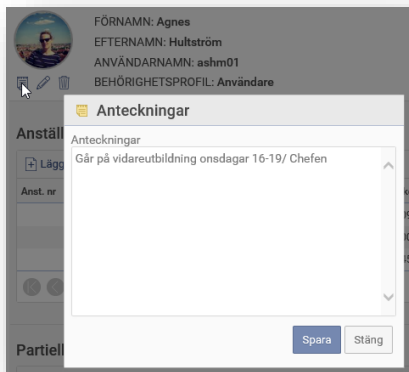 FÖRNAMN: Agnes
EFTERNAMN: Hultström
ANVÄNDARNAMN: ashm01
BEHÖRIGHETSPROFIL: Användare
Anteckningar
Anställ
Anteckningar
Lägg
Går på vidareutbildning onsdagar 16-19/ Chefen
Anst. nr
Spara
Stäng
Partiell